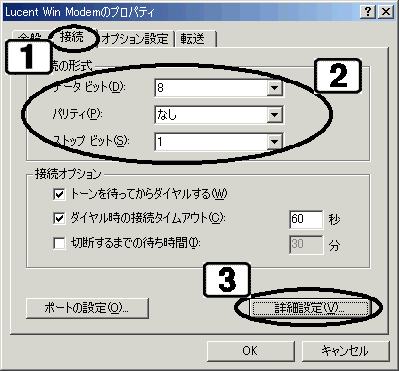 Lucent Win Modemのプロパティ
? ×
1
接続
オプション設定
転送
の形式
2
データ ビット(D):
8
パリティ(P):
なし
ストップ ビット(S):
1
接続オプション
トーンを待ってからダイヤルする(W)
ダイヤル時の接続タイムアウト(C):
60 秒
切断するまでの待ち時間(I):
30 分
3
ポートの設定(O)...
詳細設定(V)...
OK
キャンセル